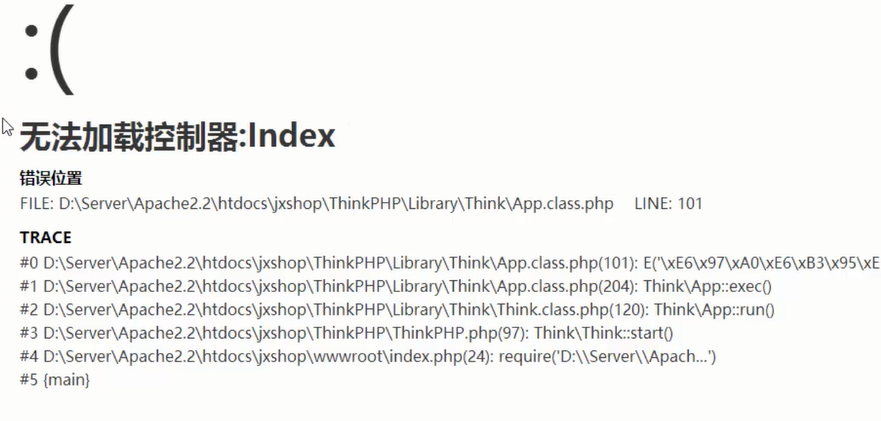 :(
无法加载控制器:Index
错误位置
FILE: D:\Server\Apache2.2\htdocs\jxshop\ThinkPHP\Library\Think\App.class.php LINE: 101
TRACE
#0 D:\Server\Apache2.2\htdocs\jxshop\ThinkPHP\Library\Think\App.class.php(101): E('\xE6\x97\xA0\xE6\xB3\x95\xE
#1 D:\Server\Apache2.2\htdocs\jxshop\ThinkPHP\Library\Think\App.class.php(204): Think\App::exec()
#2 D:\Server\Apache2.2\htdocs\jxshop\ThinkPHP\Library\Think\Think.class.php(120): Think\App::run()
#3 D:\Server\Apache2.2\htdocs\jxshop\ThinkPHP\ThinkPHP.php(97): Think\Think::start()
#4 D:\Server\Apache2.2\htdocs\jxshop\wwwroot\index.php(24): require('D:\\Server\\Apach...')
#5 {main}